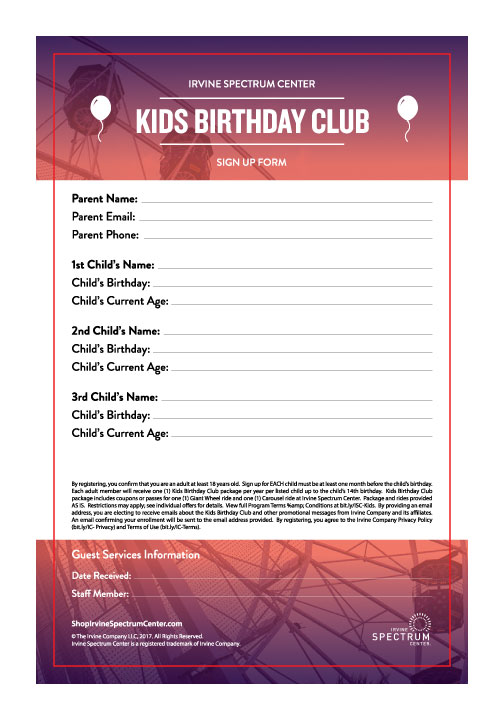 IRVINE SPECTRUM CENTER
KIDS BIRTHDAY CLUB
SIGN UP FORM
Parent Name:
Parent Email:
Parent Phone:
1st Child's Name:
Child's Birthday:
Child's Current Age:
2nd Child's Name:
Child's Birthday:
Child's Current Age:
3rd Child's Name:
Child's Birthday:
Child's Current Age:
By registering, you confirm that you are an adult at least 18 years old. Sign up for EACH child must be at least one month before the child's birthday.
Each adult member will receive one (1) Kids Birthday Club package per year per listed child up to the child's 14th birthday. Kids Birthday Club
package includes coupons or passes for one (1) Giant Wheel ride and one (1) Carousel ride at Irvine Spectrum Center. Package and rides provided
AS IS. Restrictions may apply, see individual offers for details. View full Program Terms %amp; Conditions at bit.ly/ISC-Kids. By providing an email
address, you are electing to receive emails about the Kids Birthday Club and other promotional messages from Irvine Company and its affiliates.
An email confirming your enrollment will be sent to the email address provided. By registering, you agree to the Irvine Company Privacy Policy
(bit.ly/IC- Privacy) and Terms of Use (bit.ly/IC-Terms).
Guest Services Information
Date Received:
Staff Member:
ShopIrvineSpectrumCenter.com
© The Irvine Company LLC, 2017. All Rights Reserved.
Irvine Spectrum Center is a registered trademark of Irvine Company.
IRVINE
SPECTRUM
CENTER